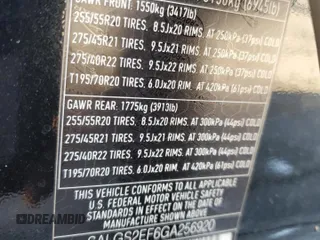 3150kg (6945lb)
GAWR FRONT: 1550kg (3417lb)
255/55R20 TIRES, 8.5Jx20 RIMS AT 250kPa (37psi) COLD
275/45R21 TIRES, 9.5Jx21 RIMS AT 250kPa (37psi) COLD
275/40R22 TIRES, 9.5Jx22 RIMS AT 250kPa (37psi) COLD
T195/70R20 TIRES, 6.0Jx20 RIM AT 420kPa (61psi) COLD
GAWR REAR: 1775kg (3913lb)
255/55R20 TIRES, 8.5Jx20 RIMS AT 300kPa (44psi) COLD
275/45R21 TIRES, 9.5Jx21 RIMS AT 300kPa (44psi) COLD
275/40R22 TIRES, 9.5Jx22 RIMS AT 300kPa (44psi) COLD
T195/70R20 TIRES, 6.0Jx20 RIM AT 420kPa (61psi) COLD
THIS VEHICLE CONFORMS TO ALL APPLICABLE
U.S. FEDERAL MOTOR VEHICLE SAFETY
STANDARDS IN EFFECT ON THE DATE OF
MANUFACTURE SHOWN ABOVE.
SALGS2EF6GA256920
DREAMBID